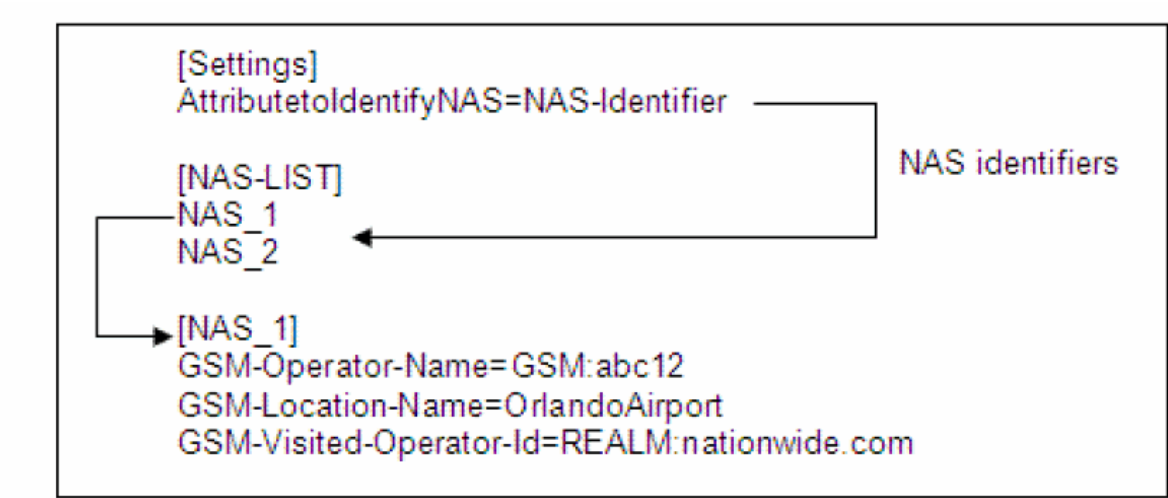 [Settings]
AttributetoIdentifyNAS=NAS-Identifier
NAS identifiers
[NAS-LIST]
NAS_1
NAS_2
[NAS_1]
GSM-Operator-Name=GSM:abc12
GSM-Location-Name=OrlandoAirport
GSM-Visited-Operator-Id=REALM:nationwide.com